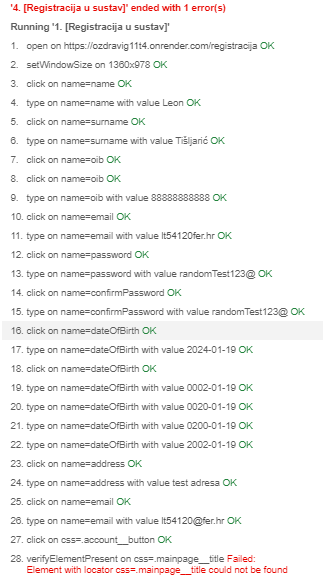 '4. [Registracija u sustav]' ended with 1 error(s)
Running '1. [Registracija u sustav]'
1. open on https://ozdravig11t4.onrender.com/registracija OK
2. setWindowSize on 1360x978 OK
3. click on name=name OK
4. type on name=name with value Leon OK
5. click on name=surname OK
6. type on name=surname with value Tišljarić OK
7. click on name=oib OK
8. click on name=oib OK
9. type on name=oib with value 88888888888 OK
10. click on name=email OK
11. type on name=email with value lt54120fer.hr OK
12. click on name=password OK
13. type on name=password with value randomTest123@ OK
14. click on name=confirmPassword OK
15. type on name=confirmPassword with value randomTest123@ OK
16. click on name=dateOfBirth OK
17. type on name=dateOfBirth with value 2024-01-19 OK
18. click on name=dateOfBirth OK
19. type on name=dateOfBirth with value 0002-01-19 OK
20. type on name=dateOfBirth with value 0020-01-19 OK
21. type on name=dateOfBirth with value 0200-01-19 OK
22. type on name=dateOfBirth with value 2002-01-19 OK
23. click on name=address OK
24. type on name=address with value test adresa OK
25. click on name=email OK
26. type on name=email with value lt54120@fer.hr OK
27. click on css=.account__button OK
28. verifyElementPresent on css=.mainpage__title Failed:
Element with locator css=.mainpage__title could not be found